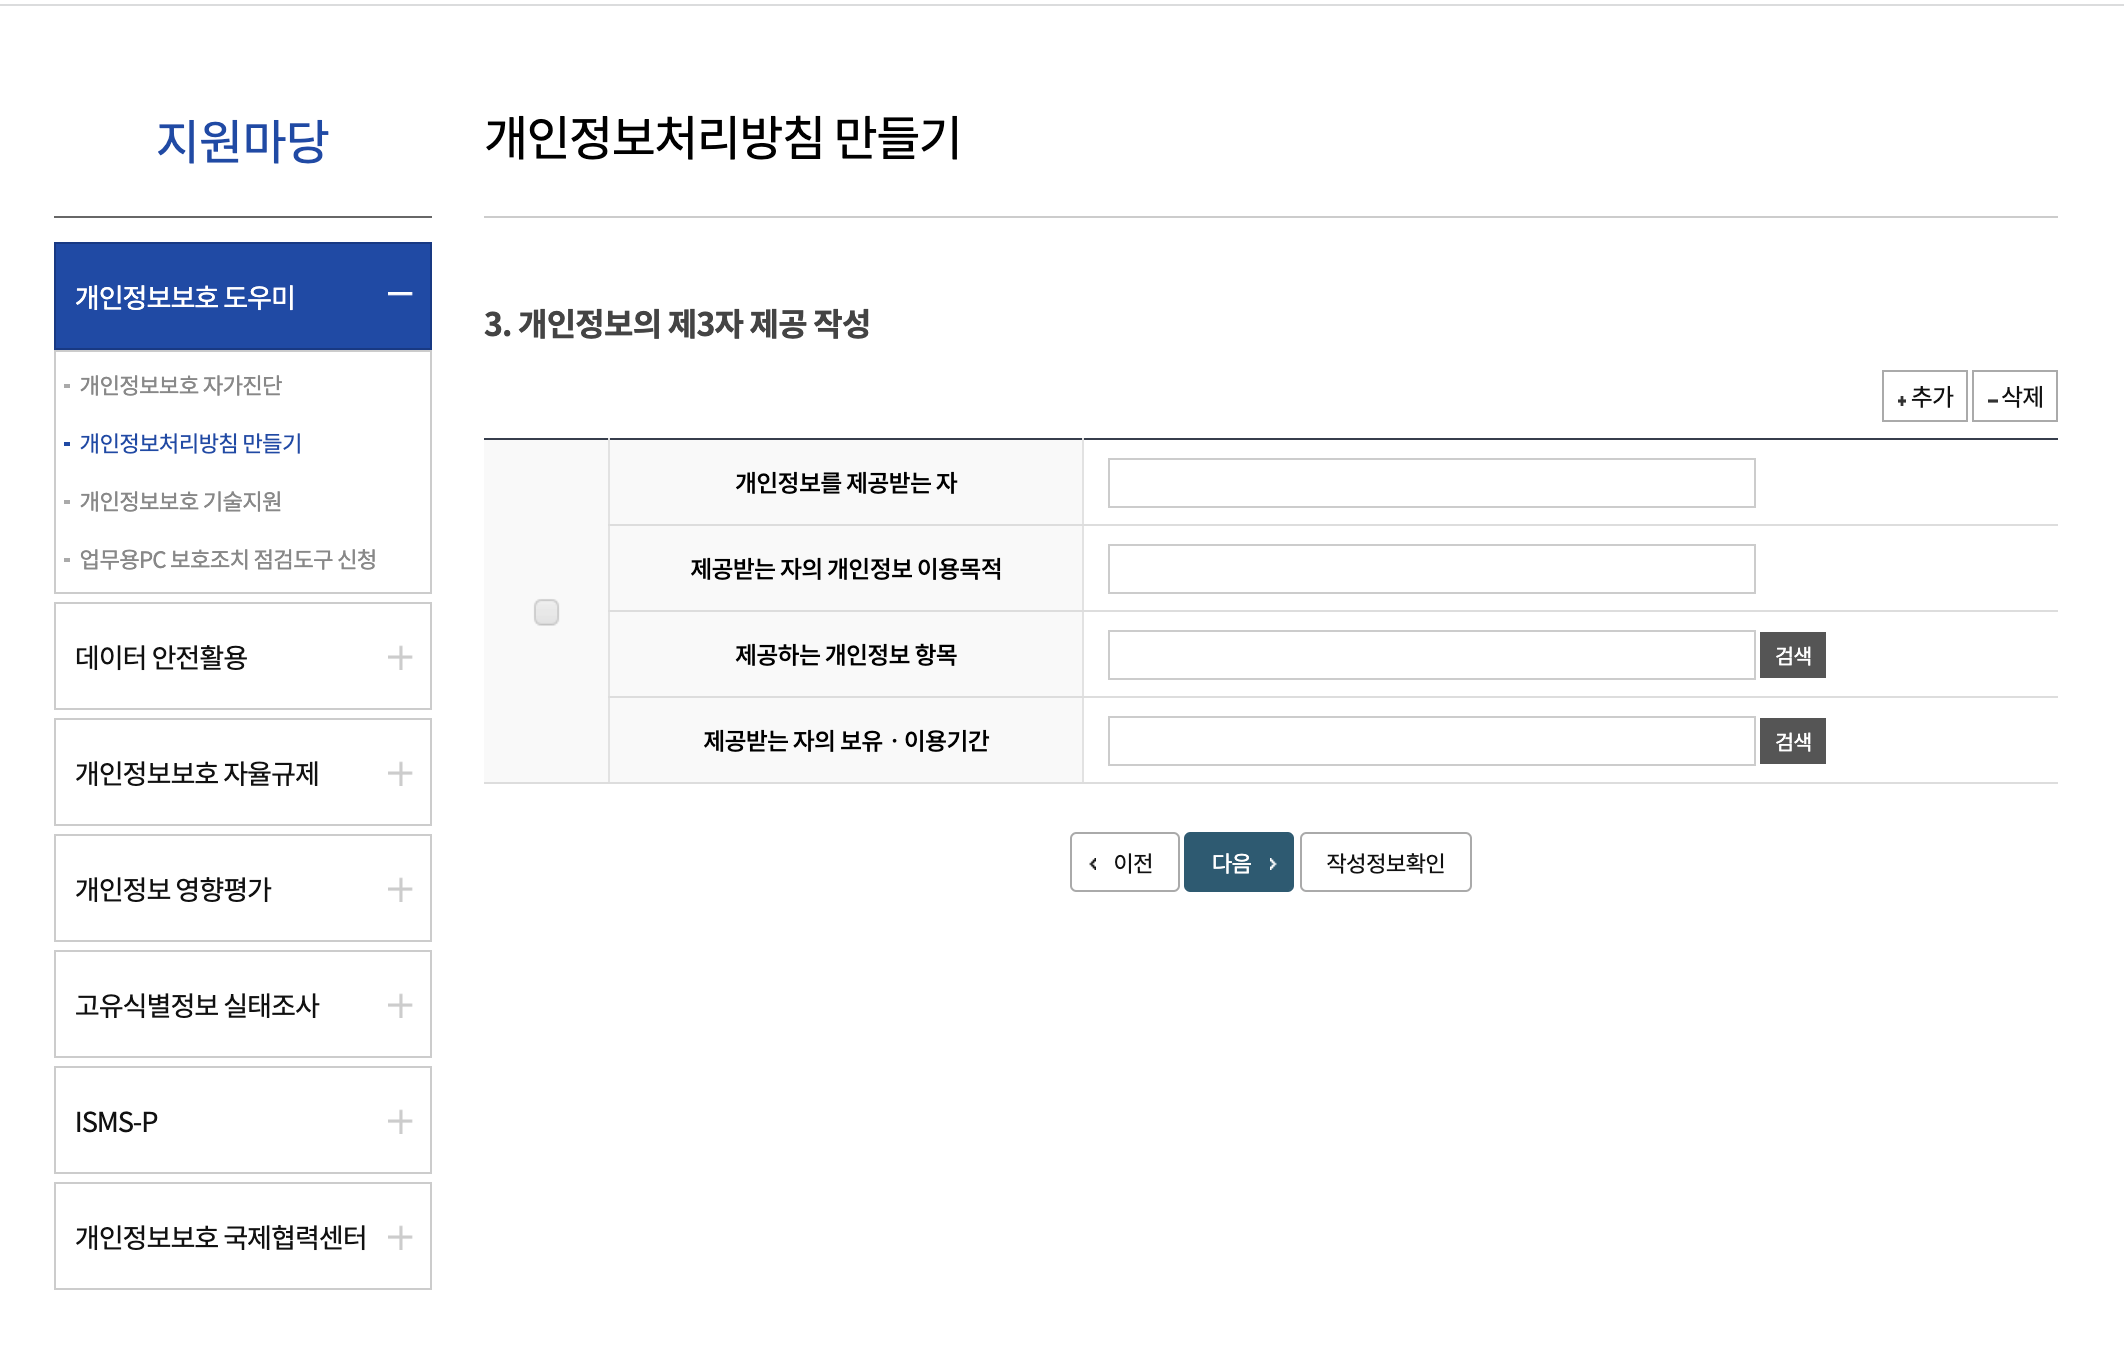 지원마당
개인정보보호 도우미
- 개인정보보호 자가진단
- 개인정보처리방침 만들기
- 개인정보보호 기술지원
- 업무용PC 보호조치 점검도구 신청
데이터 안전활용
개인정보보호 자율규제
개인정보 영향평가
고유식별정보 실태조사
ISMS-P
개인정보보호 국제협력센터
개인정보처리방침 만들기
3. 개인정보의 제3자 제공 작성
+ 추가 - 삭제
개인정보를 제공받는 자
제공받는 자의 개인정보 이용목적
제공하는 개인정보 항목 검색
제공받는 자의 보유 · 이용기간 검색
‹ 이전 다음 › 작성정보확인